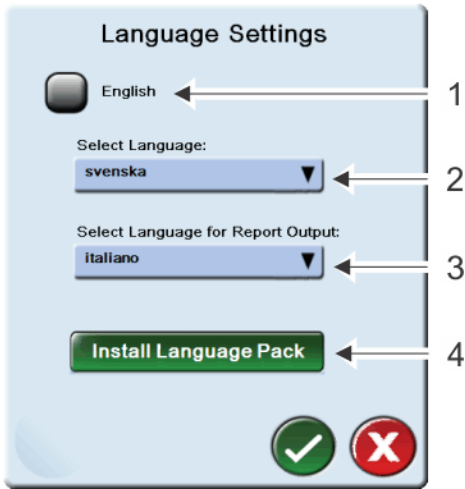 Language Settings
English
1
Select Language:
svenska
2
Select Language for Report Output:
italiano
3
Install Language Pack
4